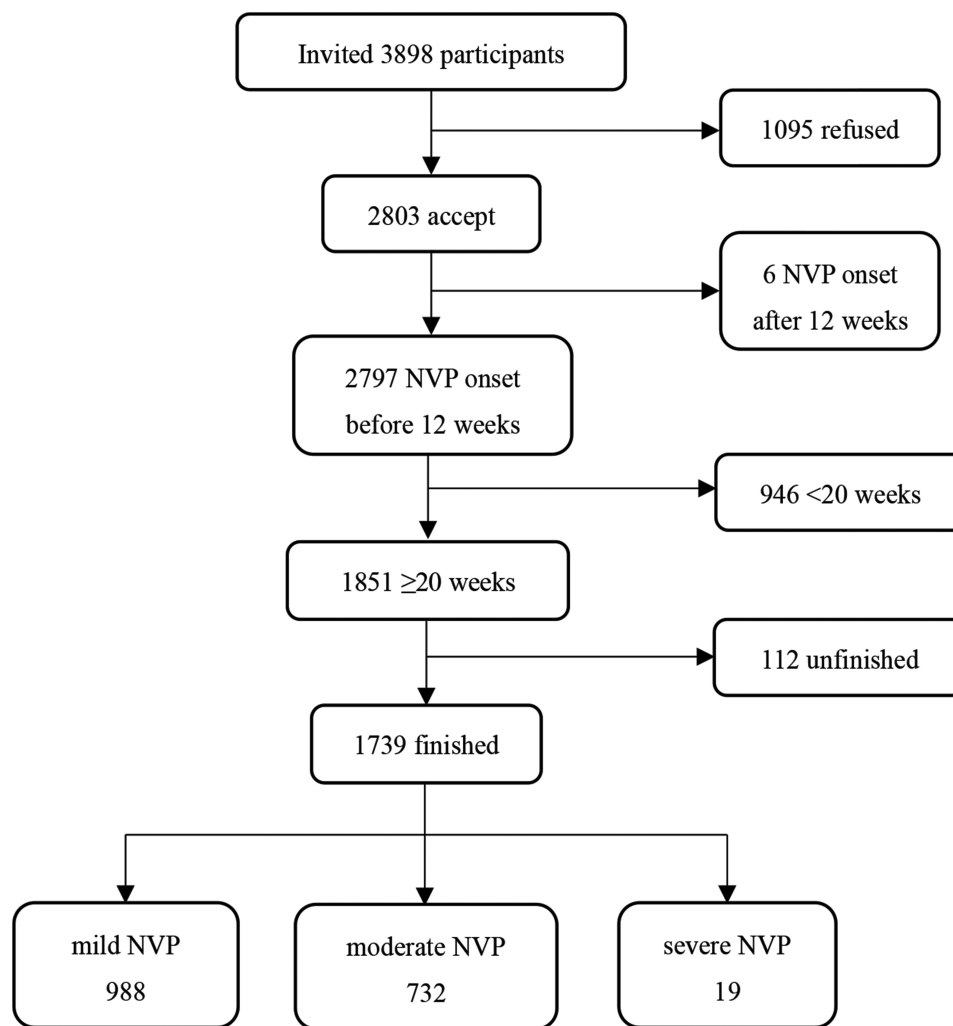 Invited 3898 participants
1095 refused
2803 accept
6 NVP onset
after 12 weeks
2797 NVP onset
before 12 weeks
946 <20 weeks
1851 ≥20 weeks
112 unfinished
1739 finished
mild NVP
988
moderate NVP
732
severe NVP
19